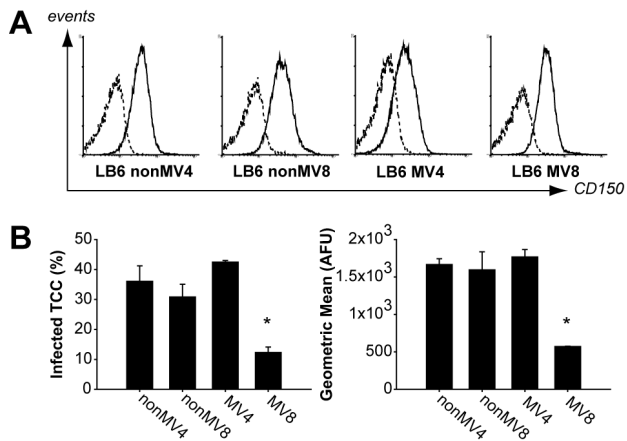 A
events
LB6 nonMV4
LB6 nonMV8
LB6 MV4
LB6 MV8
CD150
B
Infected TCC (%)
50
40
30
20
10
0
*
nonMV4
nonMV8
MV4
MV8
Geometric Mean (AFU)
2x10³
1.5x10³
1x10³
500
0
*
nonMV4
nonMV8
MV4
MV8